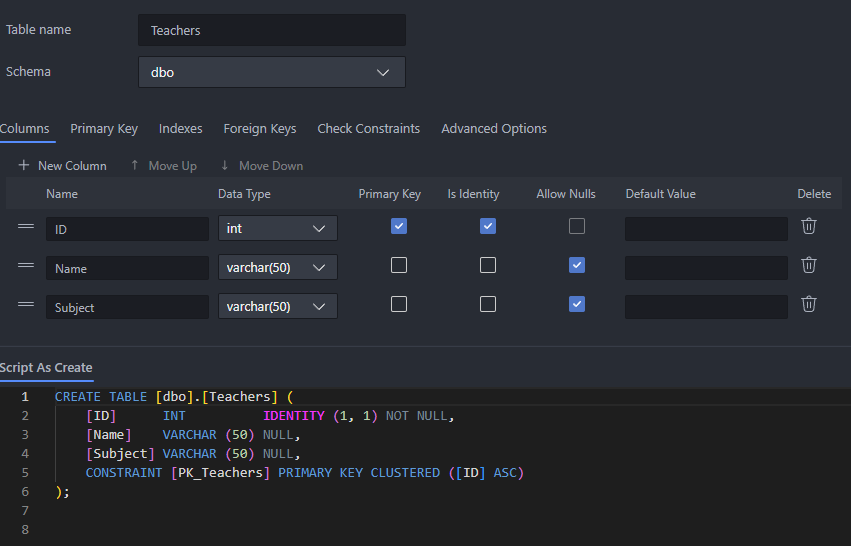 Table name Teachers
Schema dbo
Columns Primary Key Indexes Foreign Keys Check Constraints Advanced Options
+ New Column ↑ Move Up ↓ Move Down
Name Data Type Primary Key Is Identity Allow Nulls Default Value Delete
ID int
Name varchar(50)
Subject varchar(50)
Script As Create
1 CREATE TABLE [dbo].[Teachers] (
2     [ID]      INT          IDENTITY (1, 1) NOT NULL,
3     [Name]    VARCHAR (50) NULL,
4     [Subject] VARCHAR (50) NULL,
5     CONSTRAINT [PK_Teachers] PRIMARY KEY CLUSTERED ([ID] ASC)
6 );
7
8